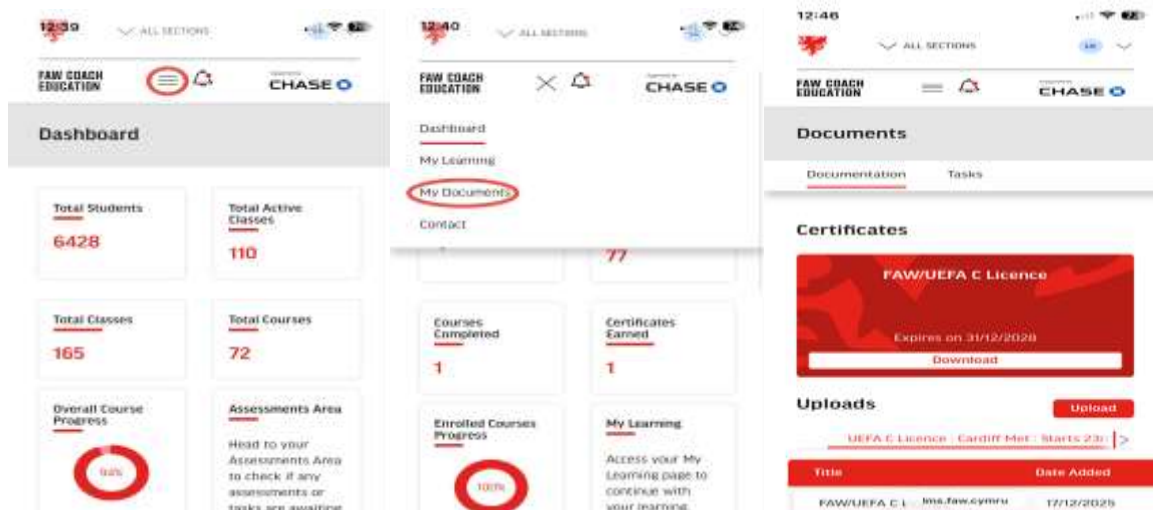 12:39
ALL SECTIONS
FAW COACH
EDUCATION
CHASE
Dashboard
Total Students
6428
Total Active
Classes
110
Total Classes
165
Total Courses
72
Overall Course
Progress
94%
Assessments Area
Head to your
Assessments Area
to check if any
assessments or
tasks are awaiting
12:40
ALL SECTIONS
FAW COACH
EDUCATION
CHASE
Dashboard
My Learning
My Documents
Contact
77
Courses
Completed
1
Certificates
Earned
1
Enrolled Courses
Progress
100%
My Learning
Access your My
Learning page to
continue with
your learning.
12:46
ALL SECTIONS
FAW COACH
EDUCATION
CHASE
Documents
Documentation
Tasks
Certificates
FAW/UEFA C Licence
Expires on 31/12/2028
Download
Uploads
Upload
UEFA C Licence : Cardiff Met : Starts 23
Title
Date Added
FAW/UEFA C L
lms.faw.cymru
17/12/2025